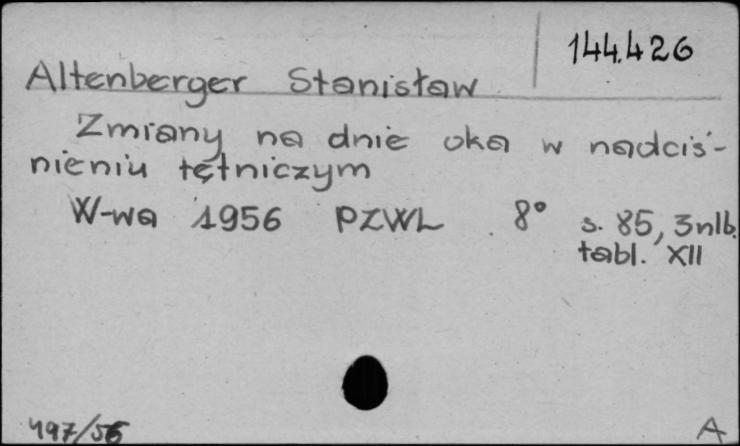 144.426
Altenberger Stanisław
Zmiany na dnie oka w nadciś-
nieniu tętniczym
W-wa 1956 PZWL 8° s. 85, 3nlb.
tabl. XII
497/56 A